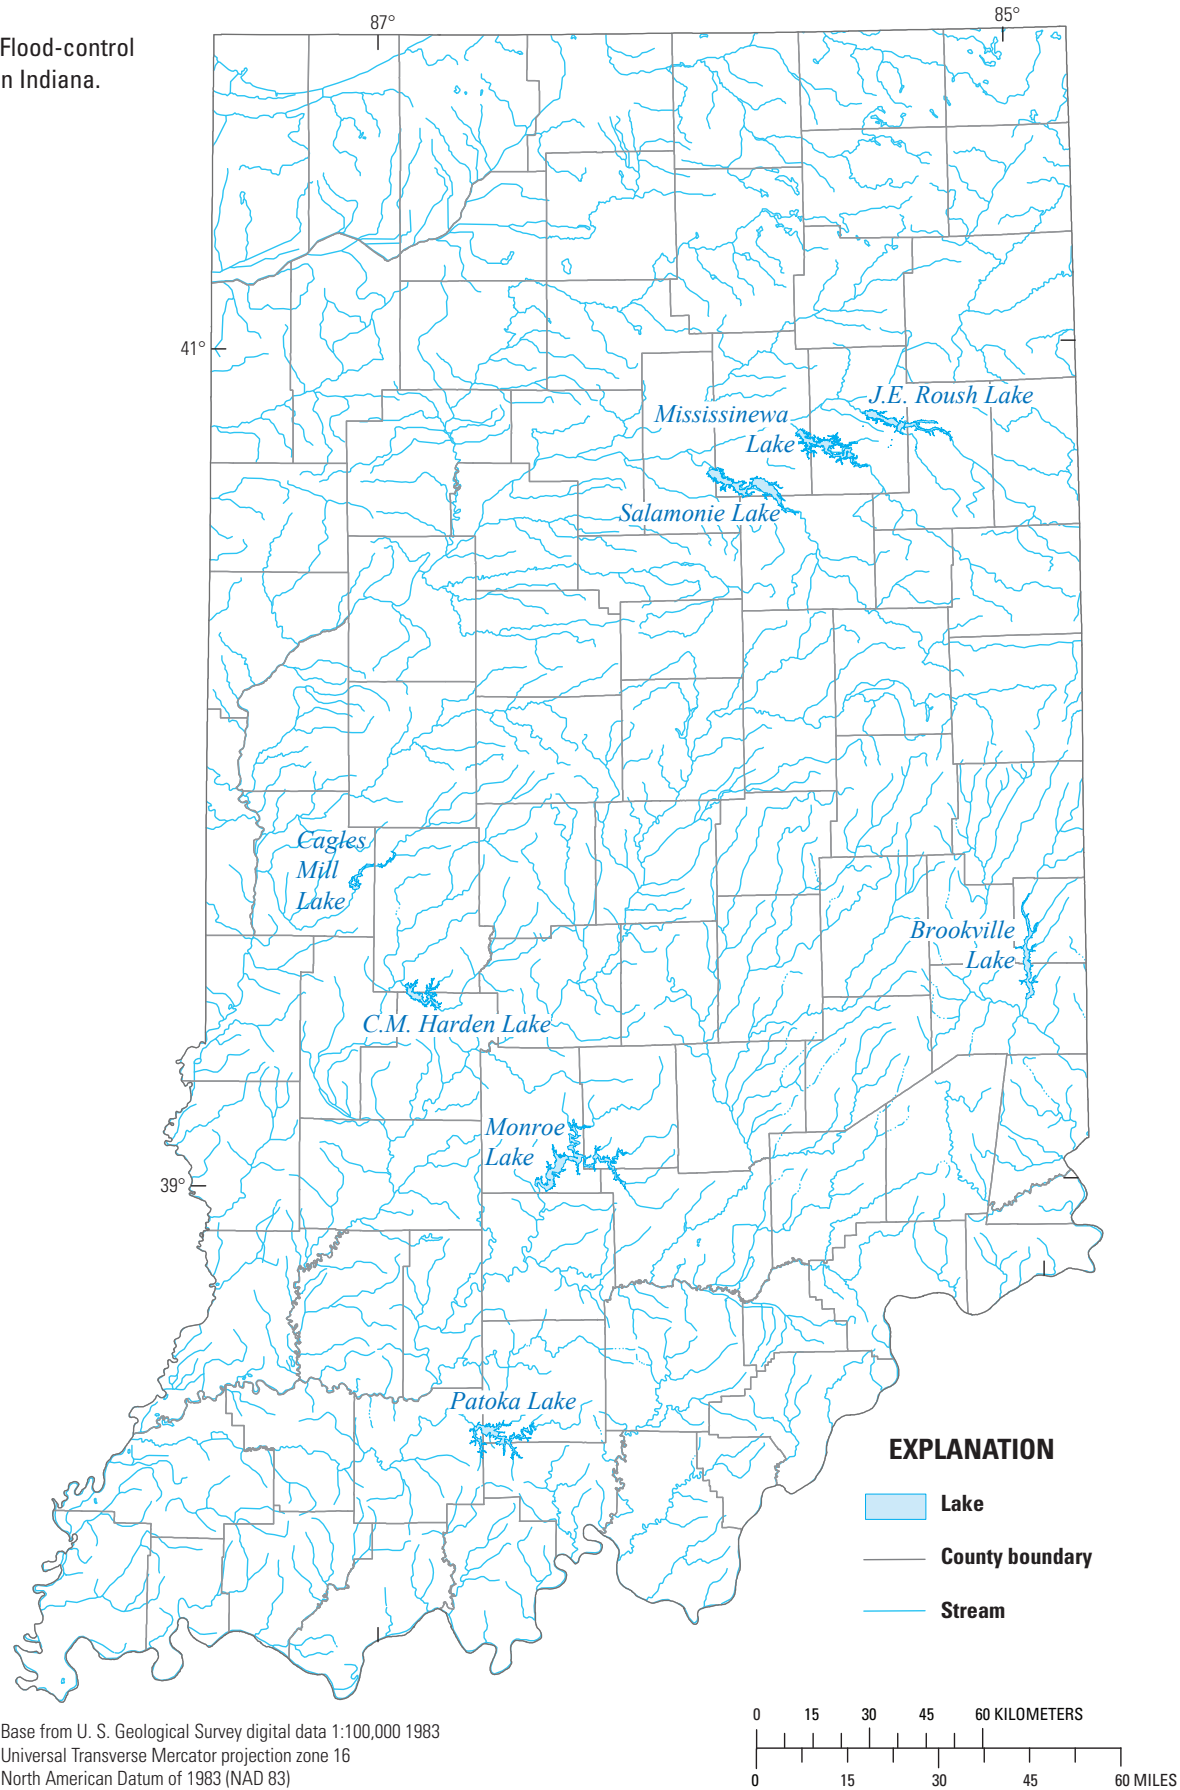 Flood-control
n Indiana.
87°
85°
41°
J.E. Roush Lake
Mississinewa
Lake
Salamonie Lake
Cagles
Mill
Lake
Brookville
Lake
C.M. Harden Lake
Monroe
Lake
39°
Patoka Lake
EXPLANATION
Lake
County boundary
Stream
0 15 30 45 60 KILOMETERS
0 15 30 45 60 MILES
Base from U. S. Geological Survey digital data 1:100,000 1983
Universal Transverse Mercator projection zone 16
North American Datum of 1983 (NAD 83)